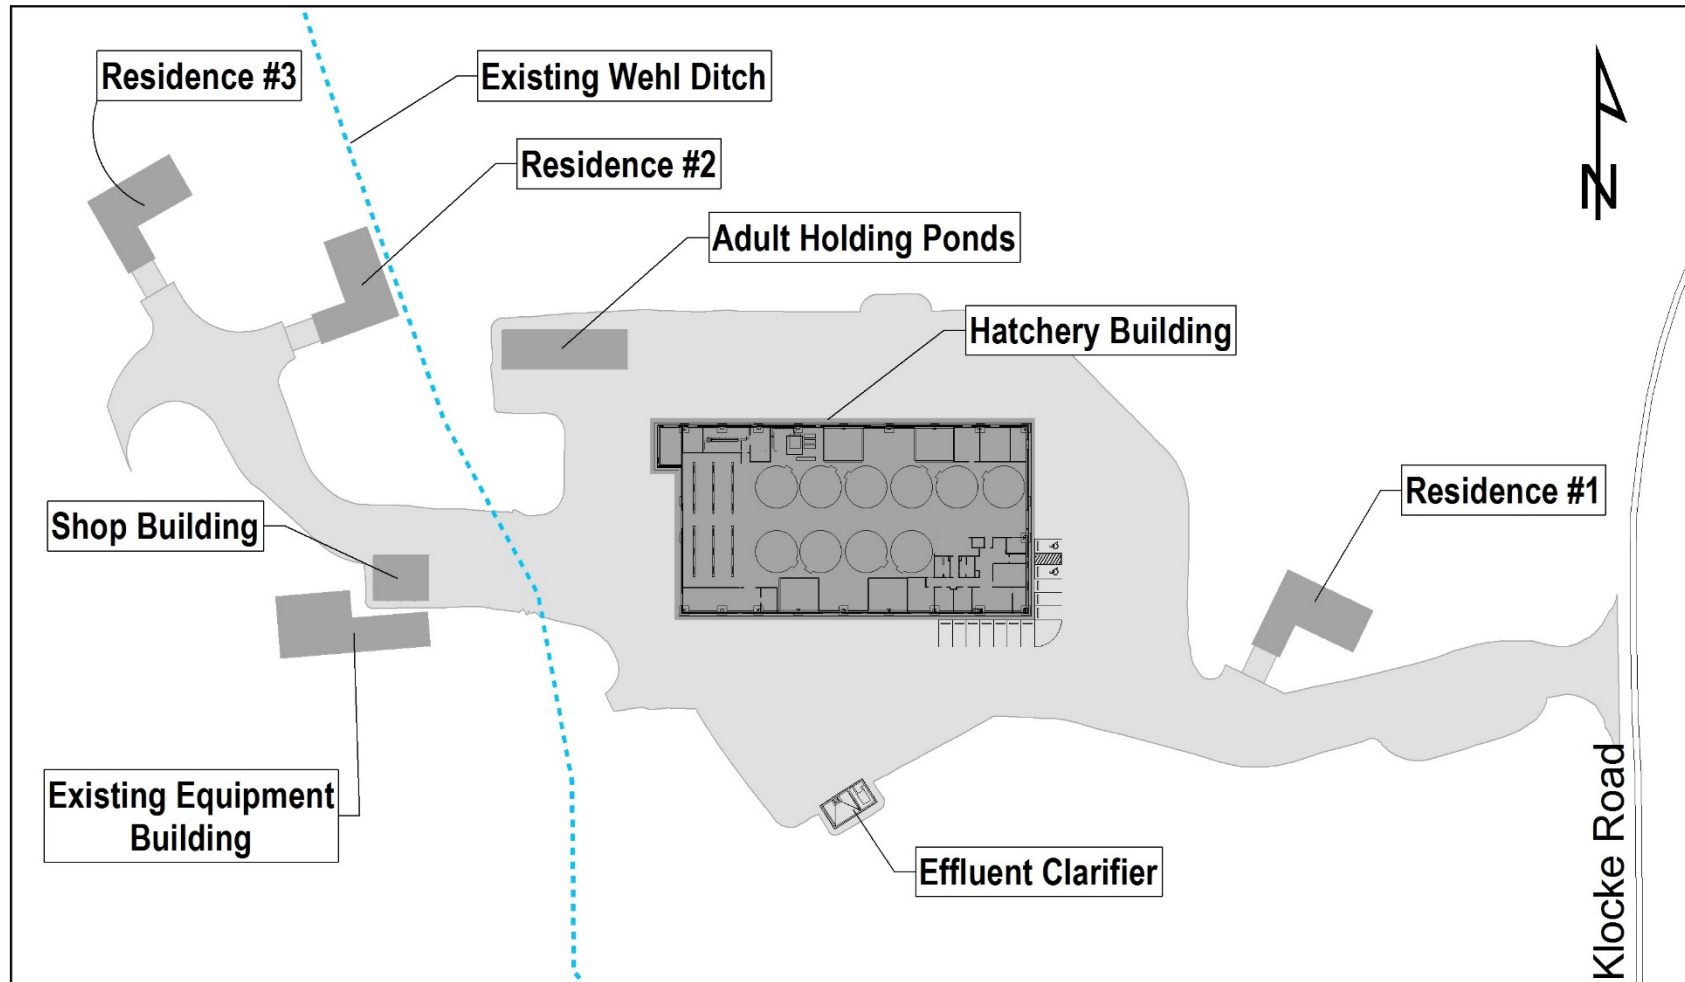 Residence #3
Existing Wehl Ditch
Residence #2
N
Adult Holding Ponds
Hatchery Building
Residence #1
Shop Building
Existing Equipment
Building
Effluent Clarifier
Klocke Road